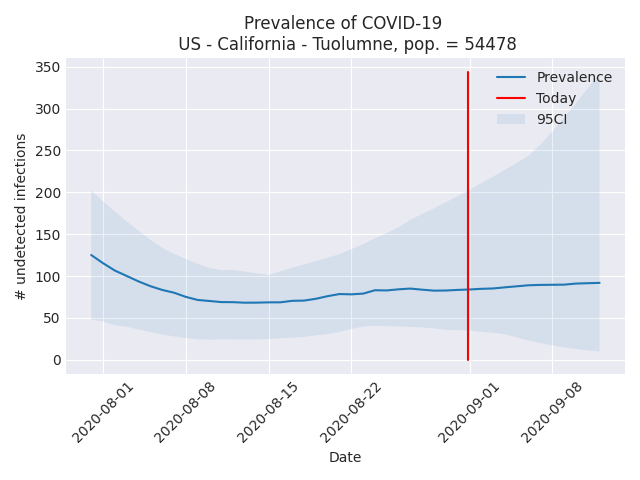 Prevalence of COVID-19
US - California - Tuolumne, pop. = 54478
# undetected infections
350
300
250
200
150
100
50
0
Prevalence
Today
95CI
2020-08-01
2020-08-08
2020-08-15
2020-08-22
2020-09-01
2020-09-08
Date